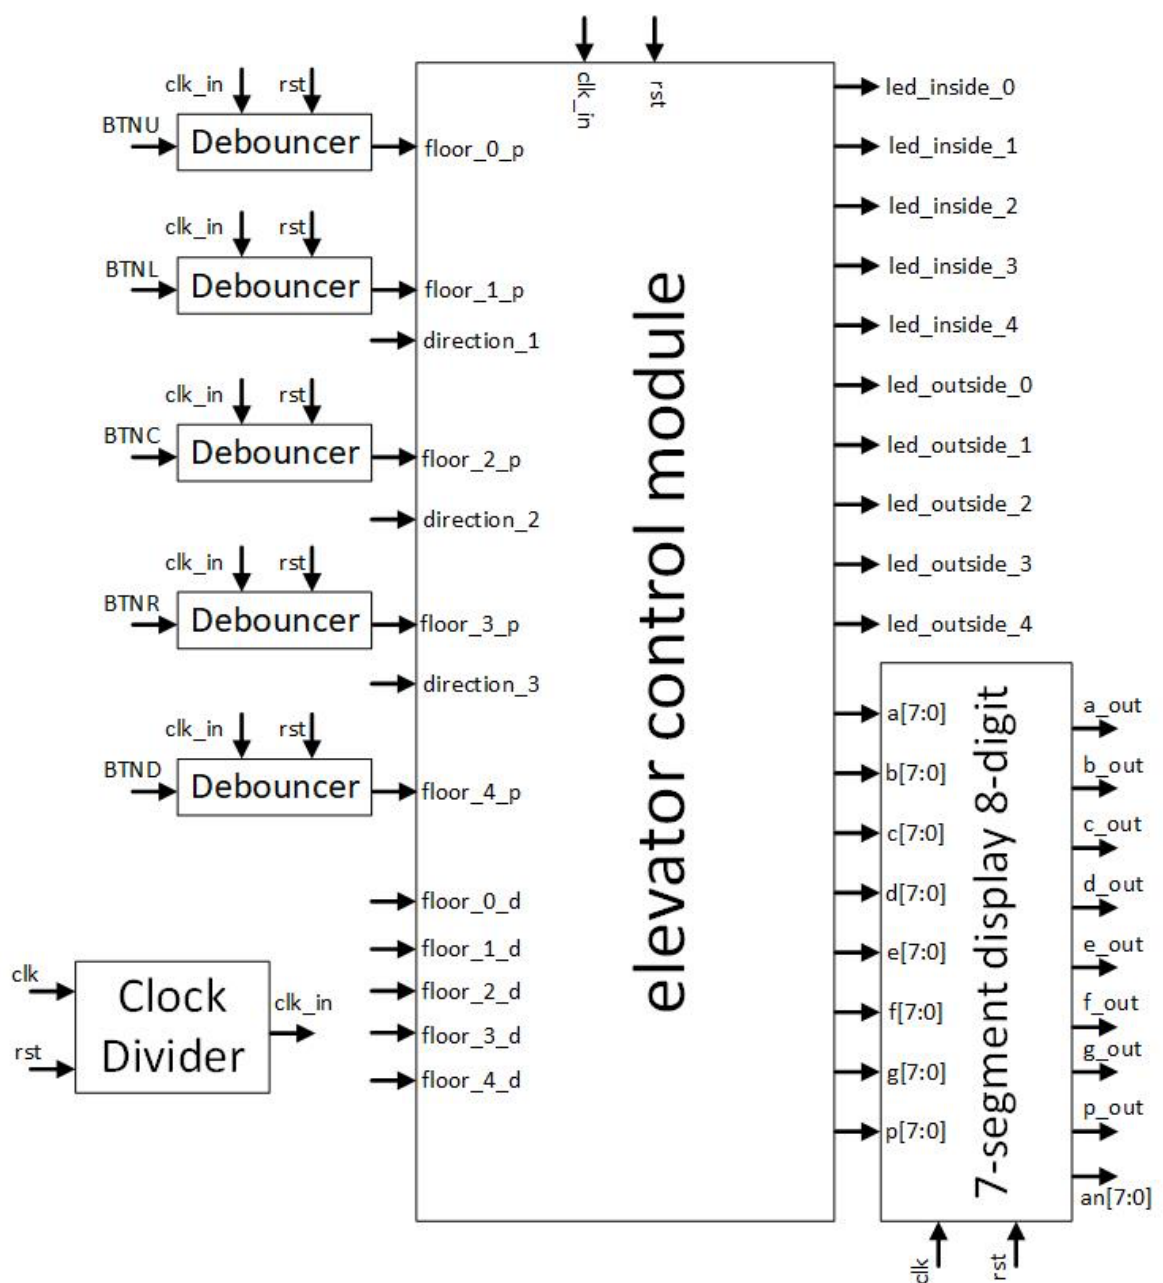 clk_in rst
BTNU
Debouncer
floor_0_p
clk_in rst
BTNL
Debouncer
floor_1_p
direction_1
clk_in rst
BTNC
Debouncer
floor_2_p
direction_2
clk_in rst
BTNR
Debouncer
floor_3_p
direction_3
clk_in rst
BTND
Debouncer
floor_4_p
floor_0_d
floor_1_d
floor_2_d
floor_3_d
floor_4_d
clk
rst
Clock
Divider
clk_in
clk_in
rst
elevator control module
led_inside_0
led_inside_1
led_inside_2
led_inside_3
led_inside_4
led_outside_0
led_outside_1
led_outside_2
led_outside_3
led_outside_4
a[7:0]
b[7:0]
c[7:0]
d[7:0]
e[7:0]
f[7:0]
g[7:0]
p[7:0]
7-segment display 8-digit
a_out
b_out
c_out
d_out
e_out
f_out
g_out
p_out
an[7:0]
clk
rst